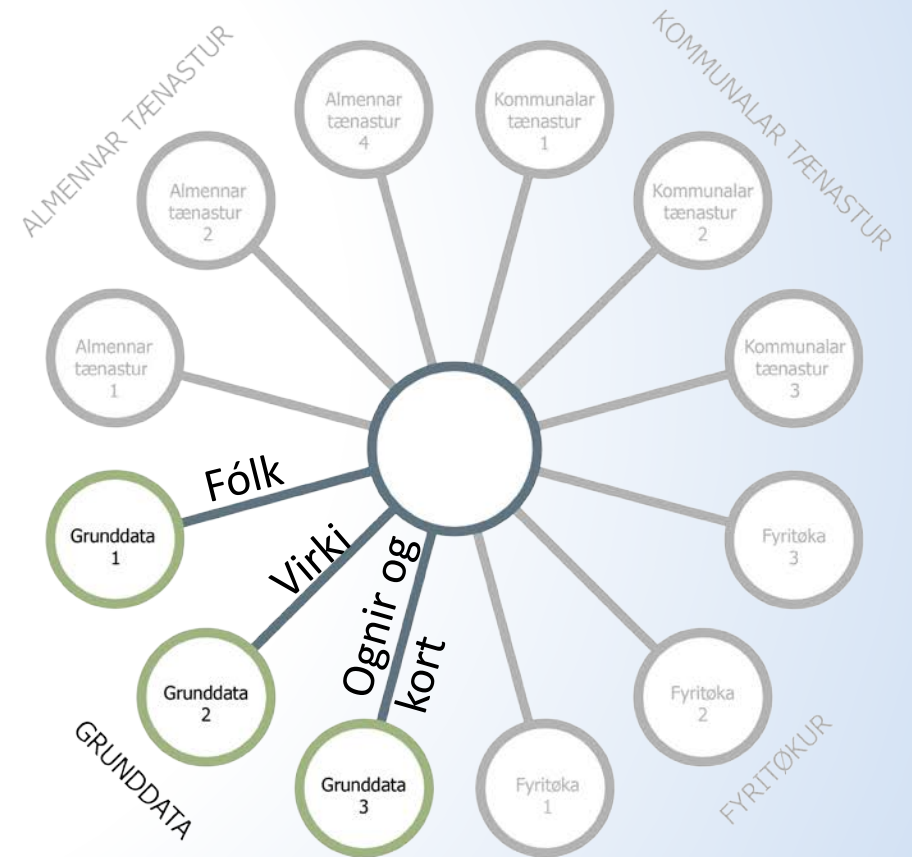 ALMENNAR TÆNASTUR
KOMMUNALAR TÆNASTUR
Almennar
tænastur
4
Kommunalar
tænastur
1
Almennar
tænastur
2
Kommunalar
tænastur
2
Almennar
tænastur
1
Kommunalar
tænastur
3
Fólk
Grunddata
1
Virki
Ognir og
kort
Fyritøka
3
Grunddata
2
Fyritøka
2
GRUNDDATA
Grunddata
3
Fyritøka
1
FYRITØKUR